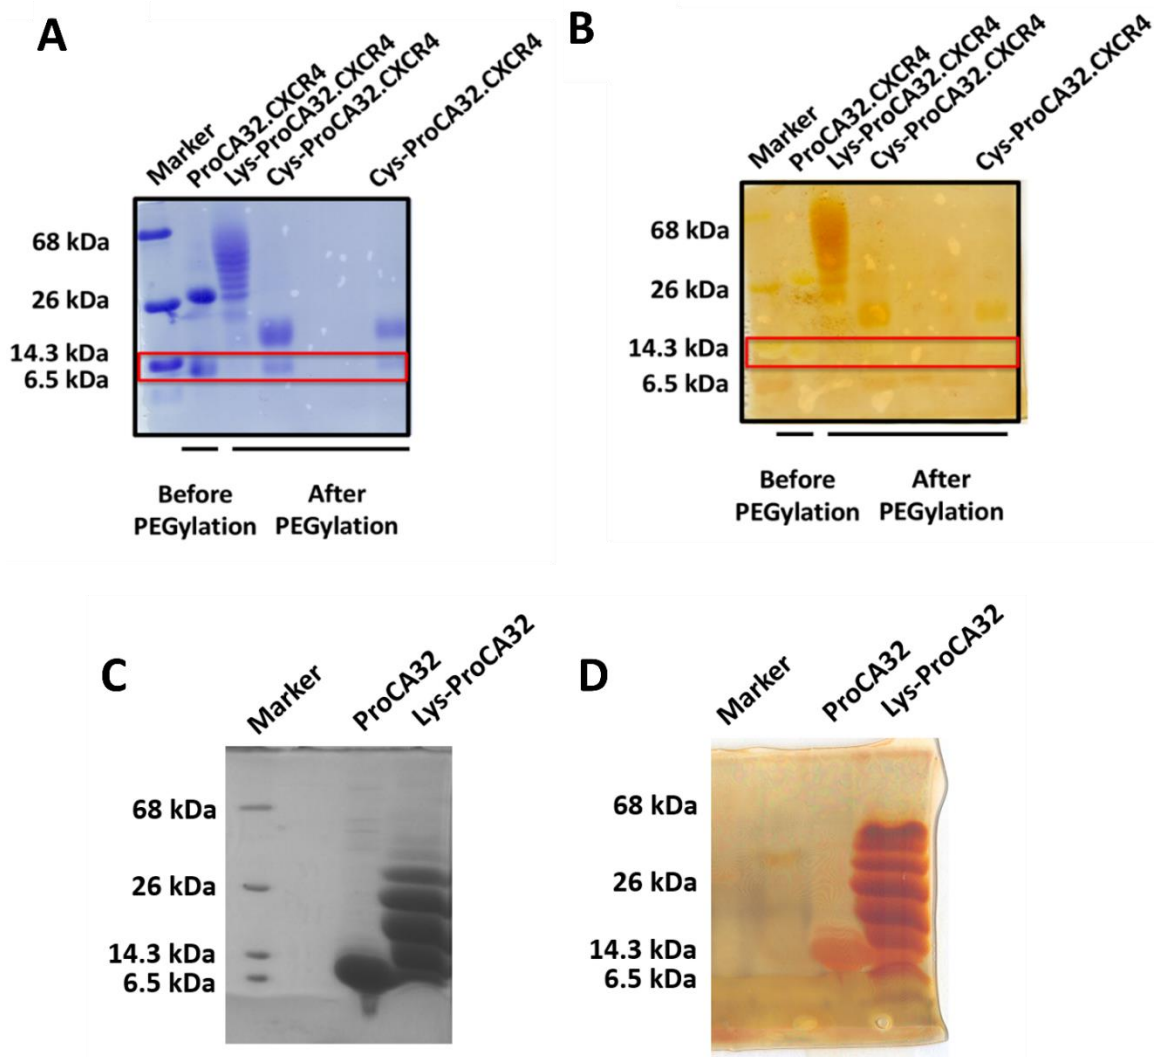 A
Marker
ProCA32.CXCR4
Lys-ProCA32.CXCR4
Cys-ProCA32.CXCR4
Cys-ProCA32.CXCR4
68 kDa
26 kDa
14.3 kDa
6.5 kDa
Before
PEGylation
After
PEGylation
B
Marker
ProCA32.CXCR4
Lys-ProCA32.CXCR4
Cys-ProCA32.CXCR4
Cys-ProCA32.CXCR4
68 kDa
26 kDa
14.3 kDa
6.5 kDa
Before
PEGylation
After
PEGylation
C
Marker
ProCA32
Lys-ProCA32
68 kDa
26 kDa
14.3 kDa
6.5 kDa
D
Marker
ProCA32
Lys-ProCA32
68 kDa
26 kDa
14.3 kDa
6.5 kDa